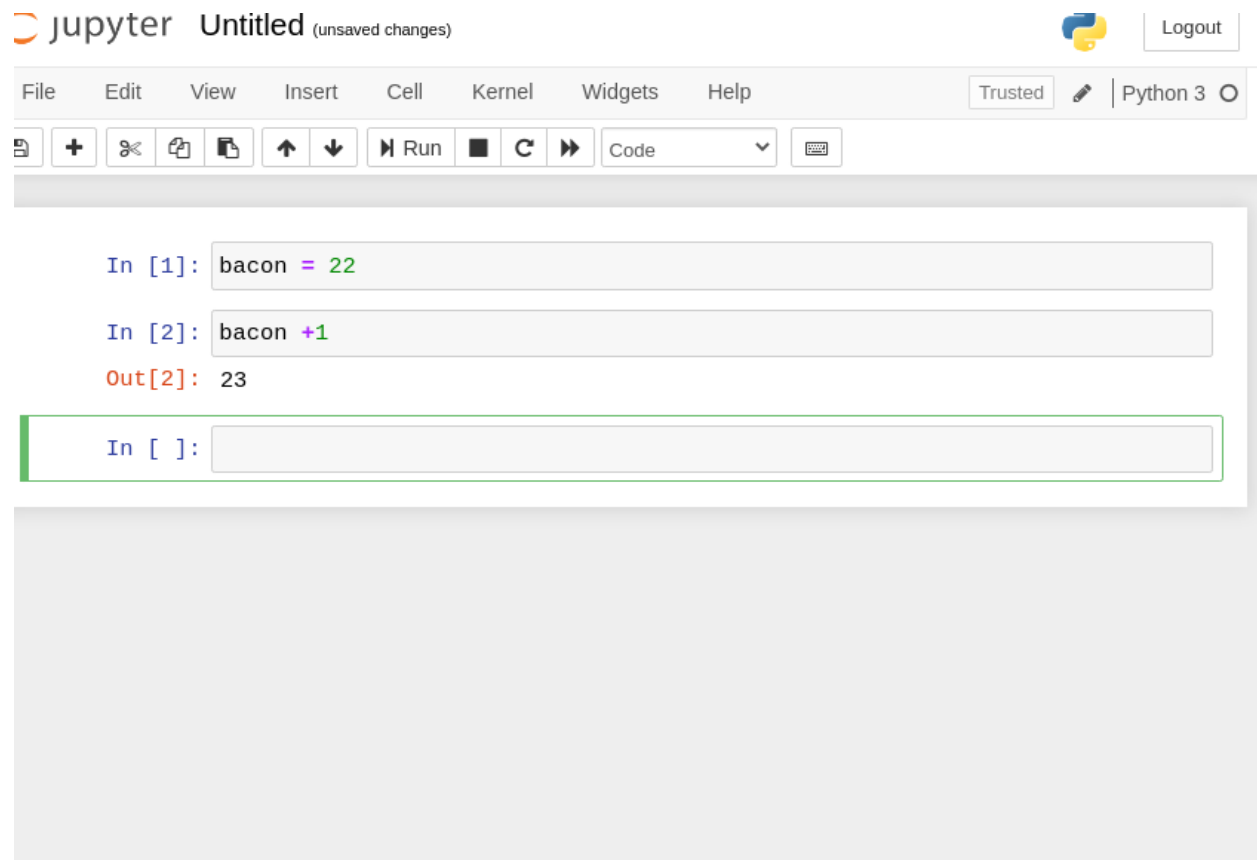 jupyter Untitled (unsaved changes) Logout
File Edit View Insert Cell Kernel Widgets Help Trusted Python 3
Run Code
In [1]: bacon = 22
In [2]: bacon +1
Out[2]: 23
In [ ]: